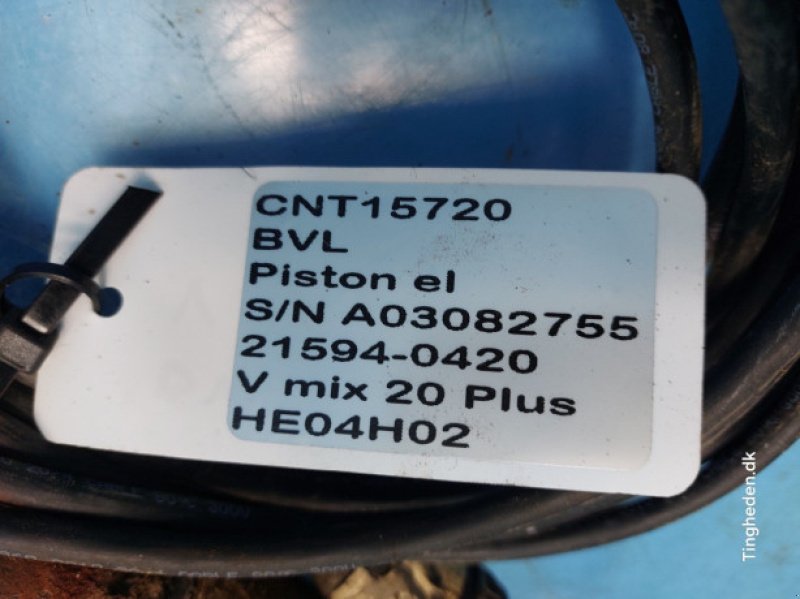 CNT15720
BVL
Piston el
S/N A03082755
21594-0420
V mix 20 Plus
HE04H02
Tingheden.dk